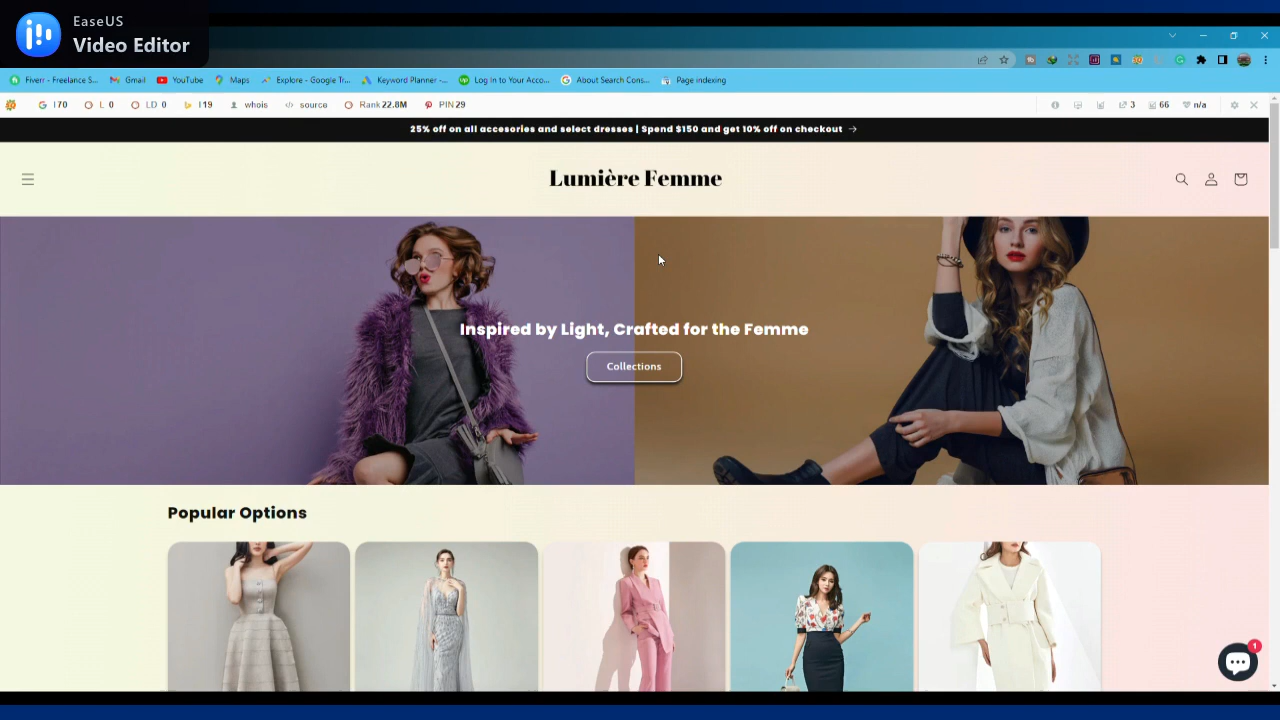 EaseUS
Video Editor
Fiverr - Freelance S...
Gmail
YouTube
Maps
Explore - Google Tr...
Keyword Planner -...
Log In to Your Acco...
About Search Cons...
Page indexing
I 70
L 0
LD 0
I 19
whois
source
Rank 22.8M
PIN 29
3
66
n/a
25% off on all accesories and select dresses | Spend $150 and get 10% off on checkout →
Lumière Femme
Inspired by Light, Crafted for the Femme
Collections
Popular Options
1